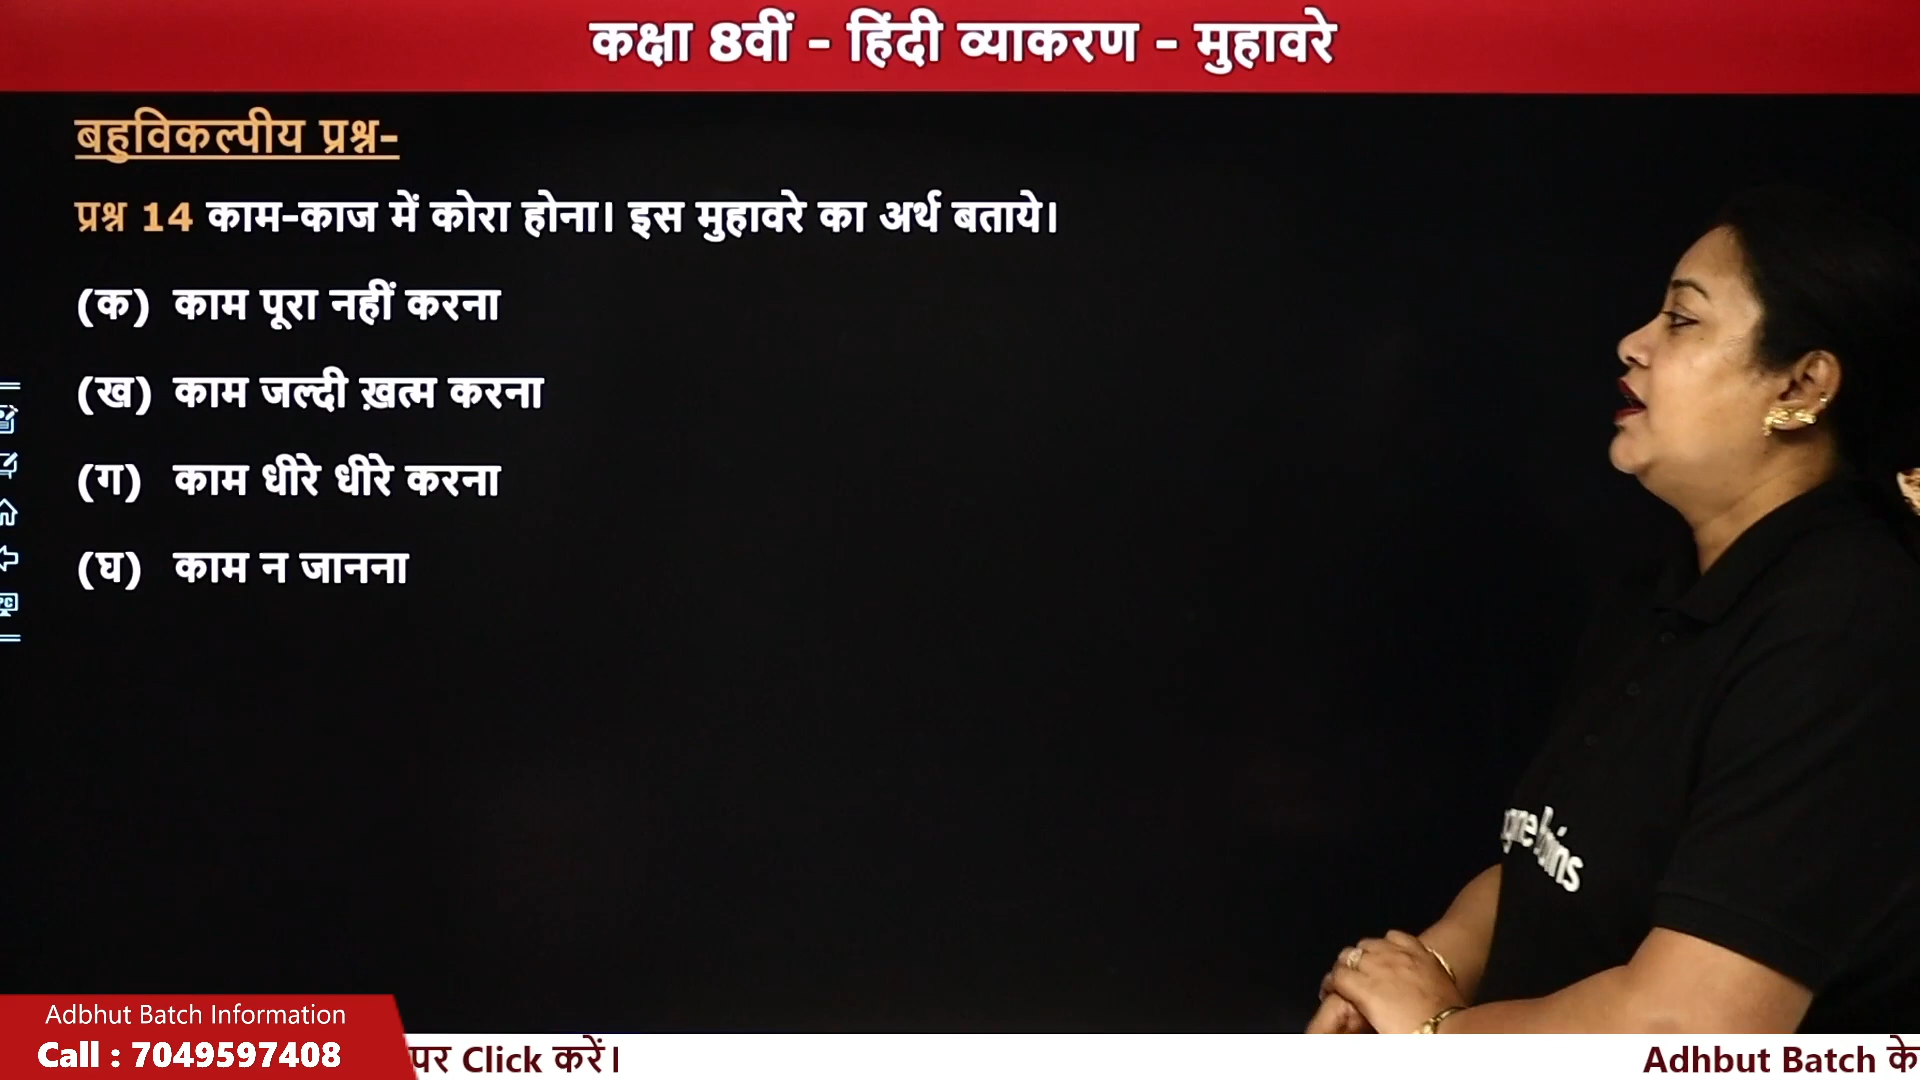 कक्षा 8वीं - हिंदी व्याकरण - मुहावरे
बहुविकल्पीय प्रश्न-
प्रश्न 14 काम-काज में कोरा होना। इस मुहावरे का अर्थ बताये।
(क) काम पूरा नहीं करना
(ख) काम जल्दी ख़त्म करना
(ग) काम धीरे धीरे करना
(घ) काम न जानना
Adbhut Batch Information
Call : 7049597408
पर Click करें।
Adhbut Batch के